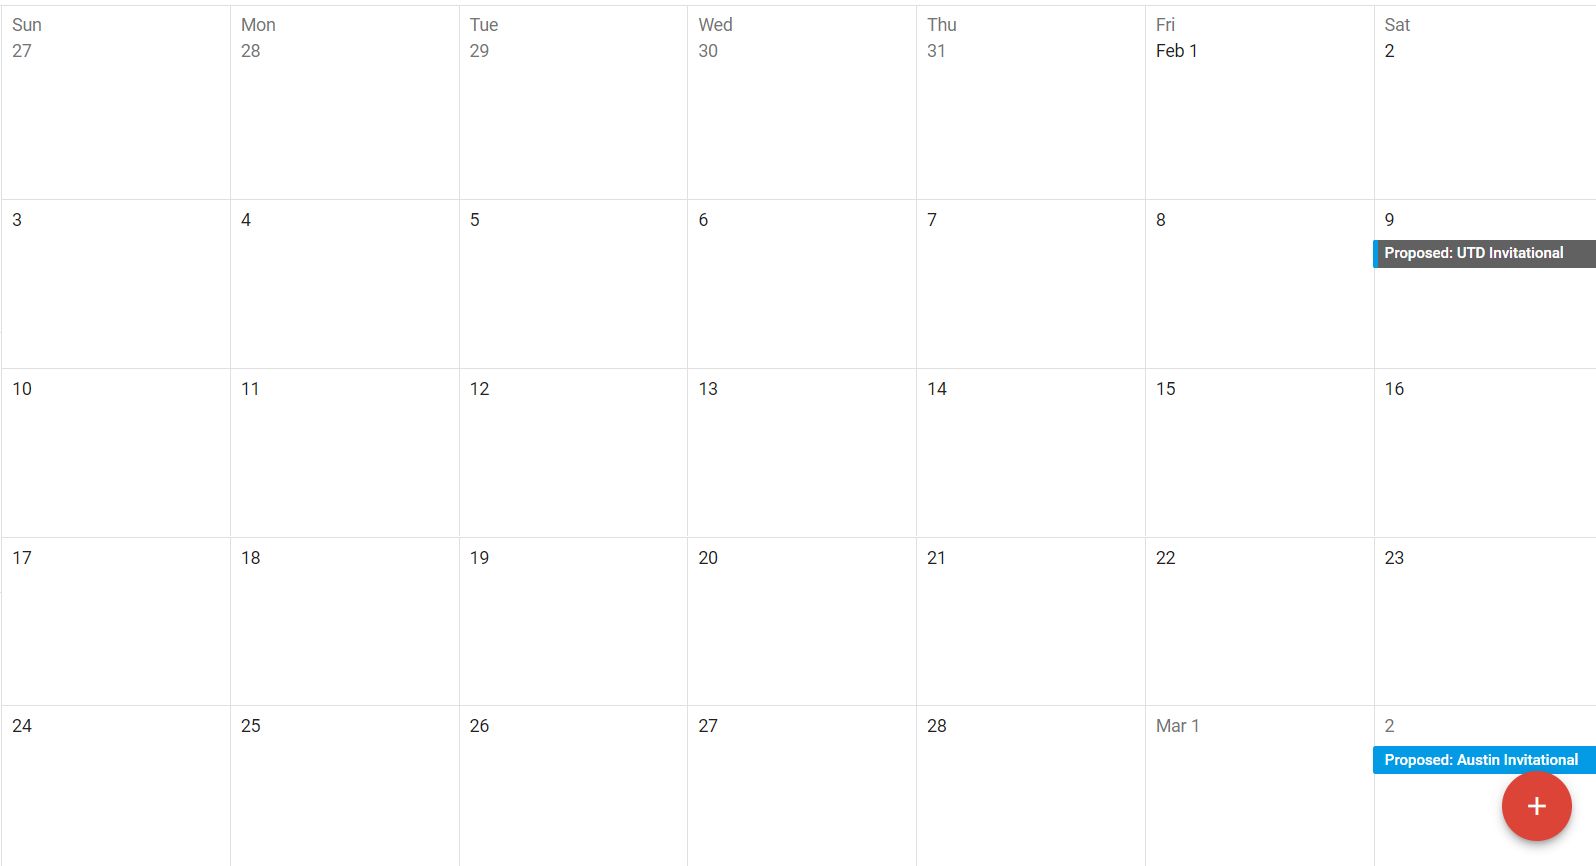 Sun Mon Tue Wed Thu Fri Sat
27 28 29 30 31 Feb 1 2
3 4 5 6 7 8 9
Proposed: UTD Invitational
10 11 12 13 14 15 16
17 18 19 20 21 22 23
24 25 26 27 28 Mar 1 2
Proposed: Austin Invitational
+